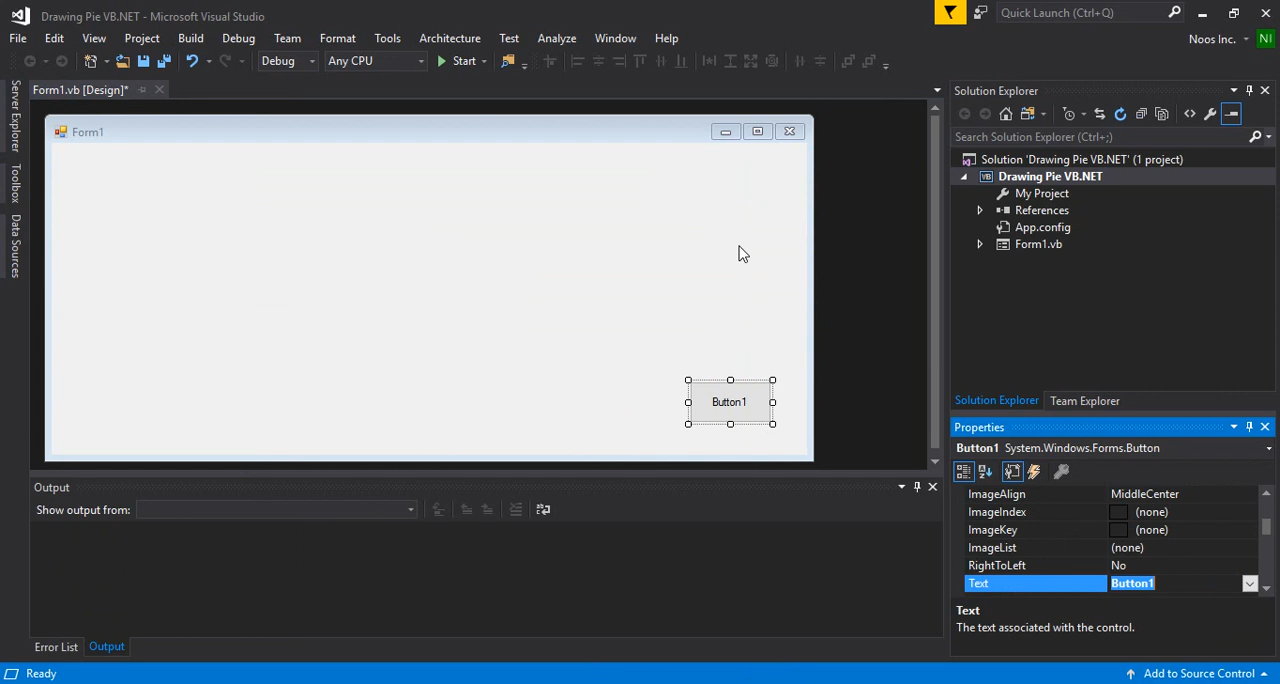 Drawing Pie VB.NET - Microsoft Visual Studio
Quick Launch (Ctrl+Q)
File Edit View Project Build Debug Team Format Tools Architecture Test Analyze Window Help
Noos Inc. NI
Debug Any CPU Start
Form1.vb [Design]*
Solution Explorer
Server Explorer
Toolbox
Data Sources
Form1
Search Solution Explorer (Ctrl+;)
Solution 'Drawing Pie VB.NET' (1 project)
VB Drawing Pie VB.NET
My Project
References
App.config
Form1.vb
Button1
Solution Explorer Team Explorer
Properties
Button1 System.Windows.Forms.Button
ImageAlign MiddleCenter
ImageIndex (none)
ImageKey (none)
ImageList (none)
RightToLeft No
Text Button1
Text
The text associated with the control.
Output
Show output from:
Error List Output
Ready
Add to Source Control